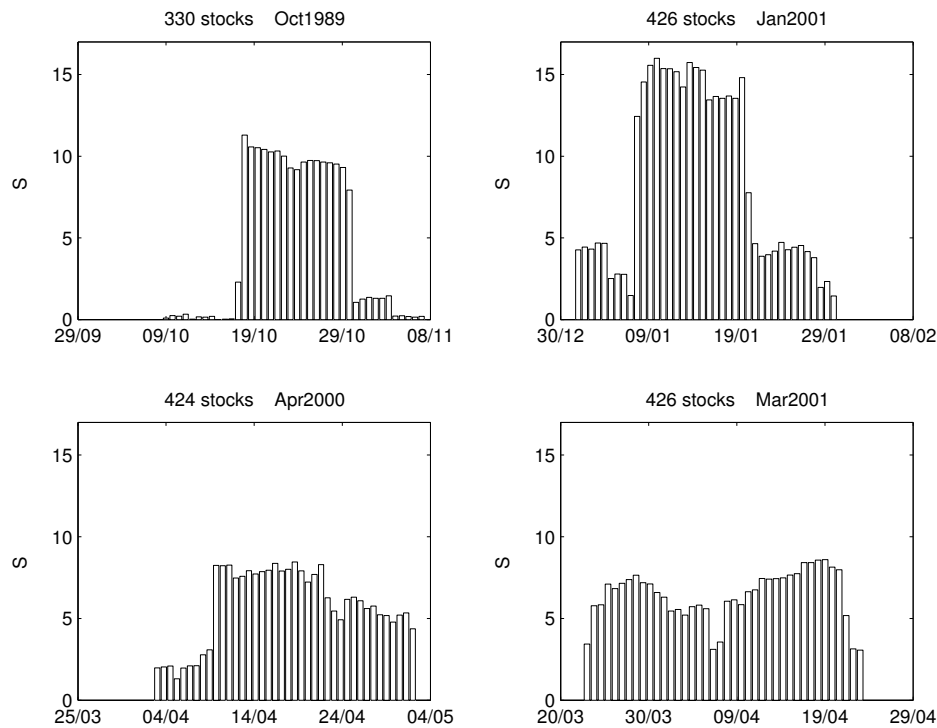 330 stocks Oct1989
S
15
10
5
0
29/09 09/10 19/10 29/10 08/11
426 stocks Jan2001
S
15
10
5
0
30/12 09/01 19/01 29/01 08/02
424 stocks Apr2000
S
15
10
5
0
25/03 04/04 14/04 24/04 04/05
426 stocks Mar2001
S
15
10
5
0
20/03 30/03 09/04 19/04 29/04